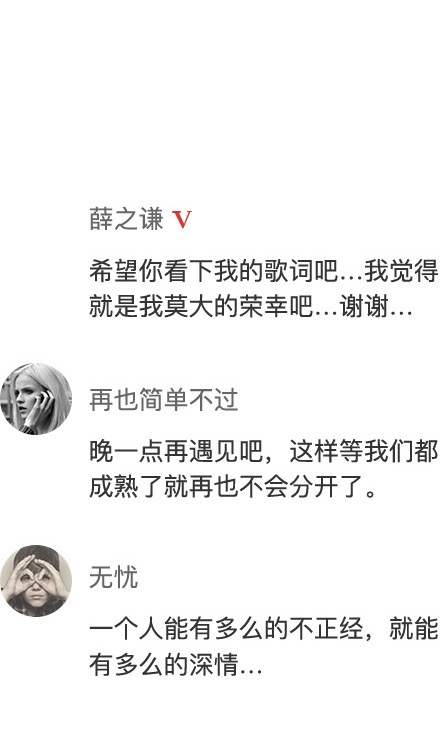 薛之谦 V
希望你看下我的歌词吧…我觉得
就是我莫大的荣幸吧…谢谢…
再也简单不过
晚一点再遇见吧，这样等我们都
成熟了就再也不会分开了。
无忧
一个人能有多么的不正经，就能
有多么的深情…